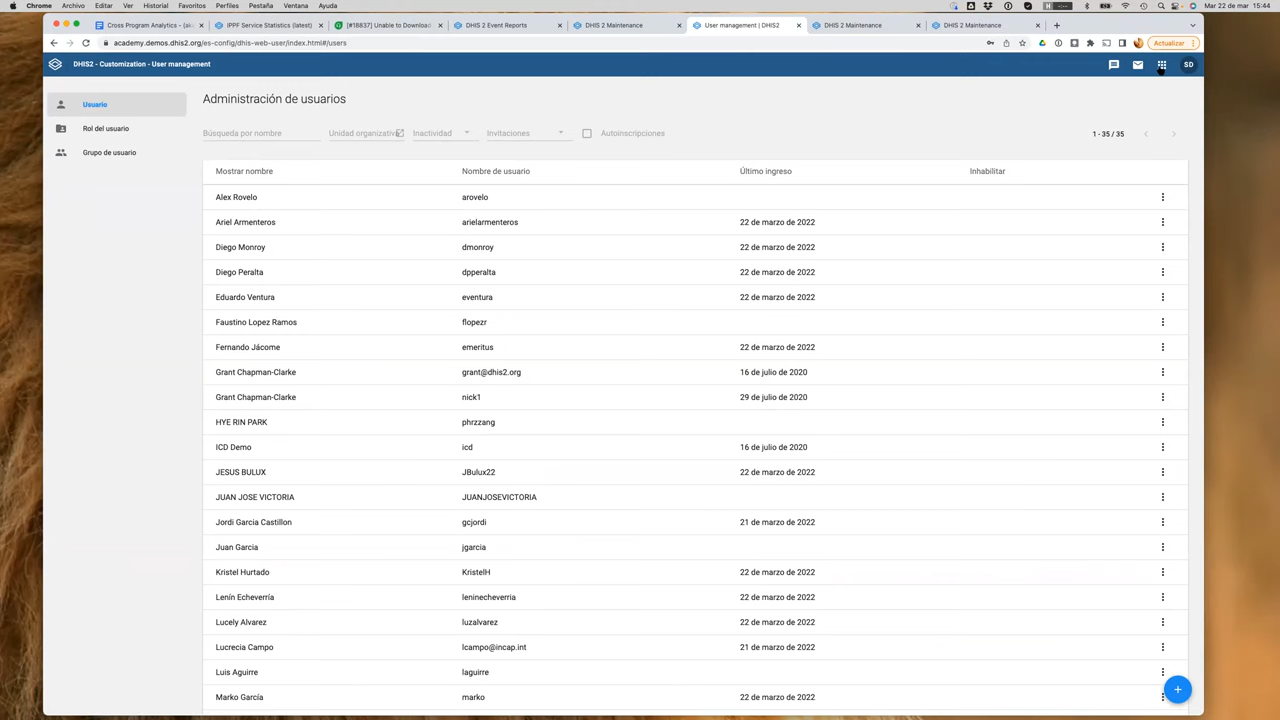 Chrome Archivo Editar Ver Historial Favoritos Perfiles Pestaña Ventana Ayuda
Mar 22 de mar 15:44
Cross Program Analytics – (ak
IPPF Service Statistics (latest)
[#18837] Unable to Downloac
DHIS 2 Event Reports
DHIS 2 Maintenance
User management | DHIS2
DHIS 2 Maintenance
DHIS 2 Maintenance
academy.demos.dhis2.org/es-config/dhis-web-user/index.html#/users
Actualizar
DHIS2 - Customization - User management
SD
Usuario
Rol del usuario
Grupo de usuario
Administración de usuarios
Búsqueda por nombre Unidad organizativa Inactividad Invitaciones Autoinscripciones 1 - 35 / 35
Mostrar nombre Nombre de usuario Último ingreso Inhabilitar
Alex Rovelo arovelo
Ariel Armenteros arielarmenteros 22 de marzo de 2022
Diego Monroy dmonroy 22 de marzo de 2022
Diego Peralta dpperalta 22 de marzo de 2022
Eduardo Ventura eventura 22 de marzo de 2022
Faustino Lopez Ramos flopezr
Fernando Jácome emeritus 22 de marzo de 2022
Grant Chapman-Clarke grant@dhis2.org 16 de julio de 2020
Grant Chapman-Clarke nick1 29 de julio de 2020
HYE RIN PARK phrzzang
ICD Demo icd 16 de julio de 2020
JESUS BULUX JBulux22 22 de marzo de 2022
JUAN JOSE VICTORIA JUANJOSEVICTORIA
Jordi Garcia Castillon gcjordi 21 de marzo de 2022
Juan Garcia jgarcia
Kristel Hurtado KristelH 22 de marzo de 2022
Lenín Echeverría leninecheverria 22 de marzo de 2022
Lucely Alvarez luzalvarez 22 de marzo de 2022
Lucrecia Campo lcampo@incap.int 21 de marzo de 2022
Luis Aguirre laguirre
Marko García marko 22 de marzo de 2022